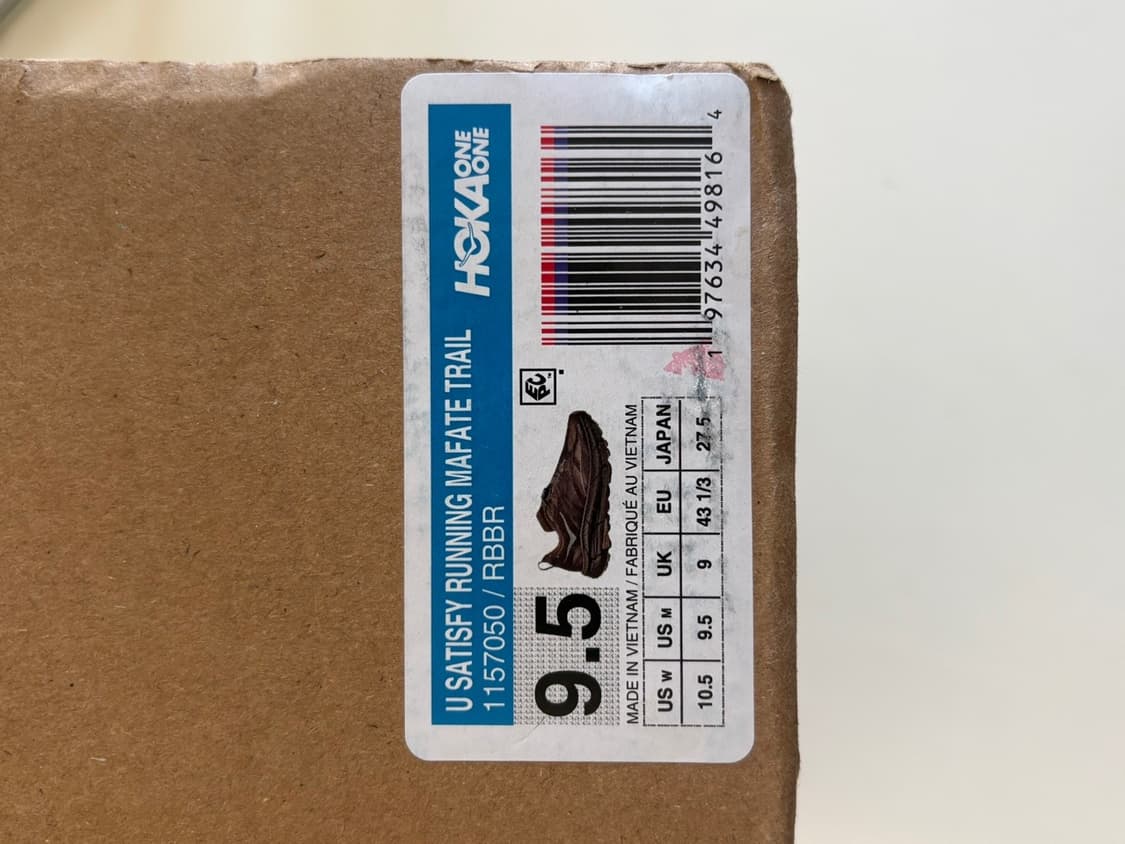 U SATISFY RUNNING MAFATE TRAIL
1157050 / RBBR
HOKA ONE ONE
9.5
MADE IN VIETNAM / FABRIQUÉ AU VIETNAM
US W US M UK EU JAPAN
10.5 9.5 9 43 1/3 27.5
1 97634 49816 4